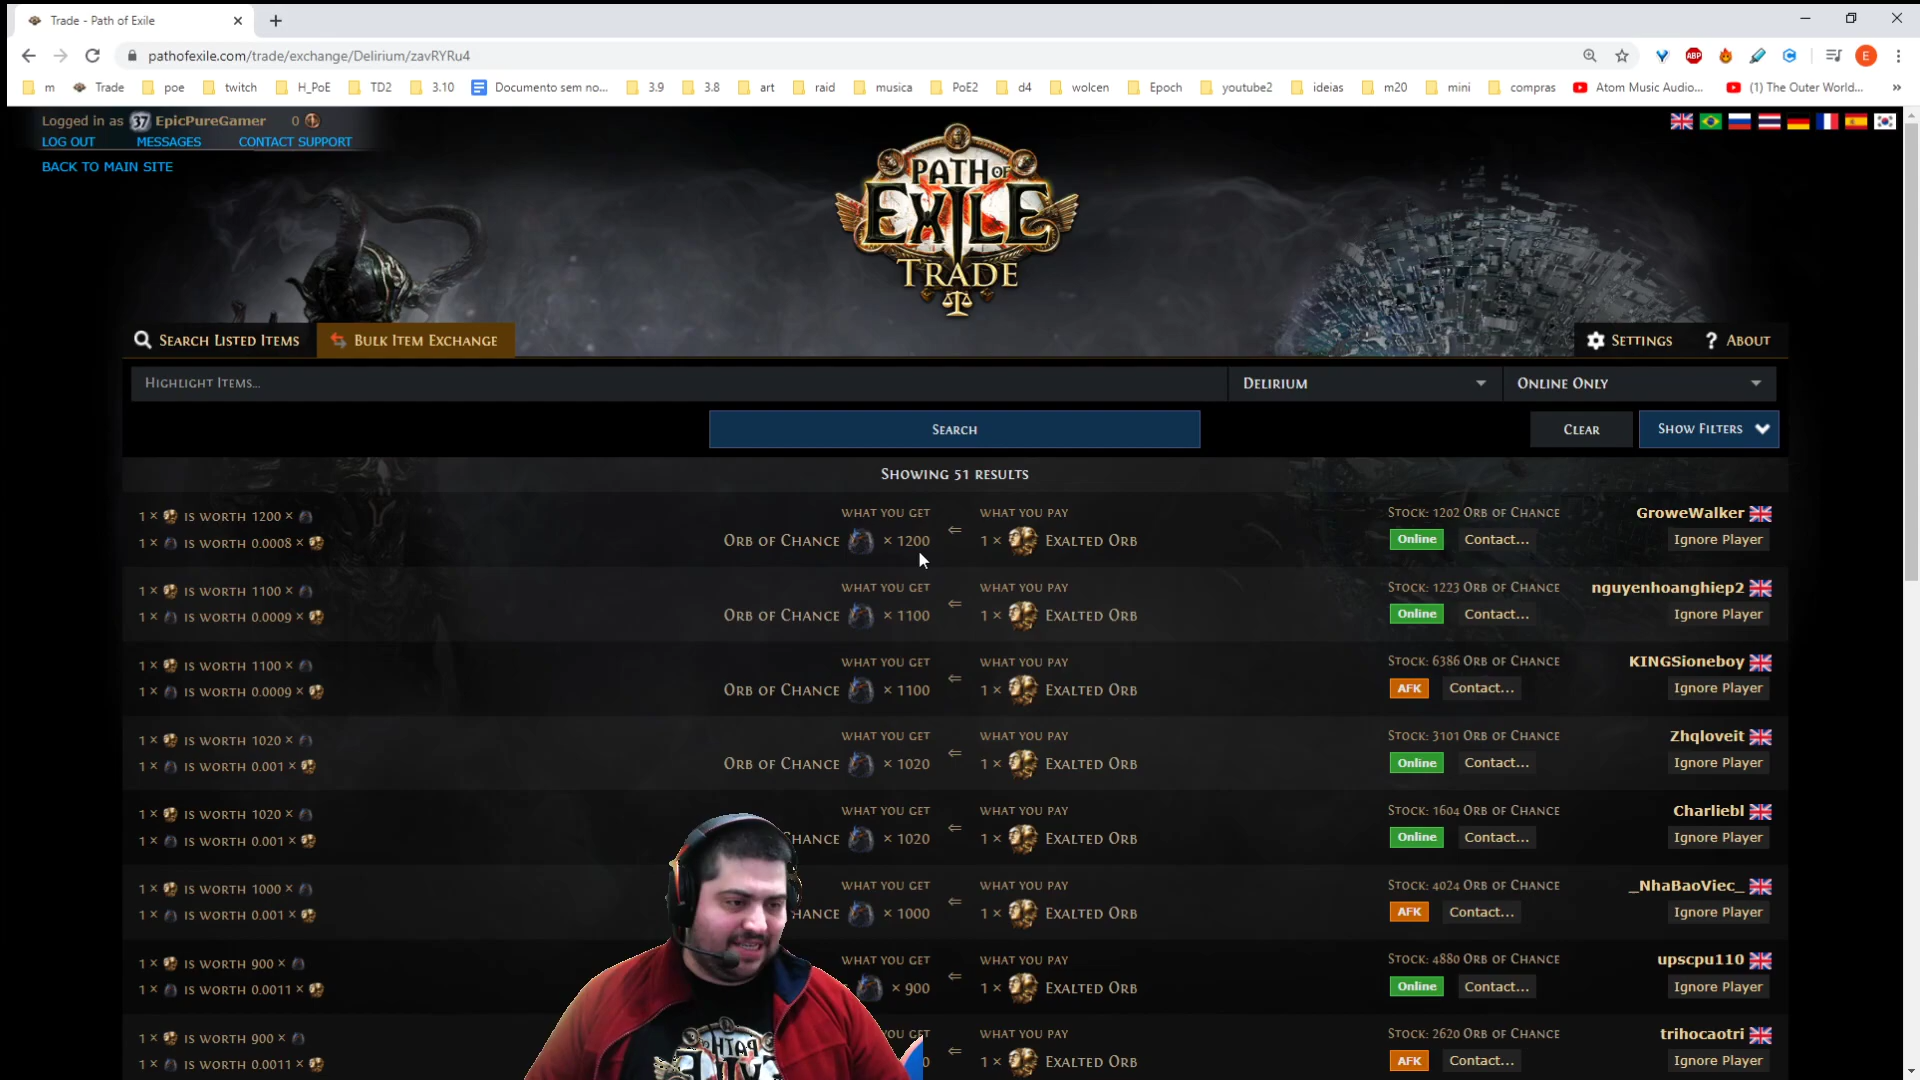 Trade - Path of Exile
pathofexile.com/trade/exchange/Delirium/zavRYRu4
ABP
C
E
m Trade poe twitch H_PoE TD2 3.10 Documento sem no... 3.9 3.8 art raid musica PoE2 d4 wolcen Epoch youtube2 ideias m20 mini compras Atom Music Audio... (1) The Outer World... »
Logged in as 37 EpicPureGamer 0
LOG OUT MESSAGES CONTACT SUPPORT
BACK TO MAIN SITE
PATH OF
EXILE
TRADE
SEARCH LISTED ITEMS BULK ITEM EXCHANGE SETTINGS ? ABOUT
HIGHLIGHT ITEMS... DELIRIUM ONLINE ONLY
SEARCH CLEAR SHOW FILTERS
SHOWING 51 RESULTS
1 × IS WORTH 1200 × WHAT YOU GET WHAT YOU PAY STOCK: 1202 ORB OF CHANCE GroweWalker
1 × IS WORTH 0.0008 × ORB OF CHANCE × 1200 ⇐ 1 × EXALTED ORB Online Contact... Ignore Player
1 × IS WORTH 1100 × WHAT YOU GET WHAT YOU PAY STOCK: 1223 ORB OF CHANCE nguyenhoanghiep2
1 × IS WORTH 0.0009 × ORB OF CHANCE × 1100 ⇐ 1 × EXALTED ORB Online Contact... Ignore Player
1 × IS WORTH 1100 × WHAT YOU GET WHAT YOU PAY STOCK: 6386 ORB OF CHANCE KINGSioneboy
1 × IS WORTH 0.0009 × ORB OF CHANCE × 1100 ⇐ 1 × EXALTED ORB AFK Contact... Ignore Player
1 × IS WORTH 1020 × WHAT YOU GET WHAT YOU PAY STOCK: 3101 ORB OF CHANCE Zhqloveit
1 × IS WORTH 0.001 × ORB OF CHANCE × 1020 ⇐ 1 × EXALTED ORB Online Contact... Ignore Player
1 × IS WORTH 1020 × WHAT YOU GET WHAT YOU PAY STOCK: 1604 ORB OF CHANCE Charliebl
1 × IS WORTH 0.001 × CHANCE × 1020 ⇐ 1 × EXALTED ORB Online Contact... Ignore Player
1 × IS WORTH 1000 × WHAT YOU GET WHAT YOU PAY STOCK: 4024 ORB OF CHANCE _NhaBaoViec_
1 × IS WORTH 0.001 × HANCE × 1000 ⇐ 1 × EXALTED ORB AFK Contact... Ignore Player
1 × IS WORTH 900 × WHAT YOU GET WHAT YOU PAY STOCK: 4880 ORB OF CHANCE upscpu110
1 × IS WORTH 0.0011 × × 900 ⇐ 1 × EXALTED ORB Online Contact... Ignore Player
1 × IS WORTH 900 × YOU GET WHAT YOU PAY STOCK: 2620 ORB OF CHANCE trihocaotri
1 × IS WORTH 0.0011 × 0 ⇐ 1 × EXALTED ORB AFK Contact... Ignore Player